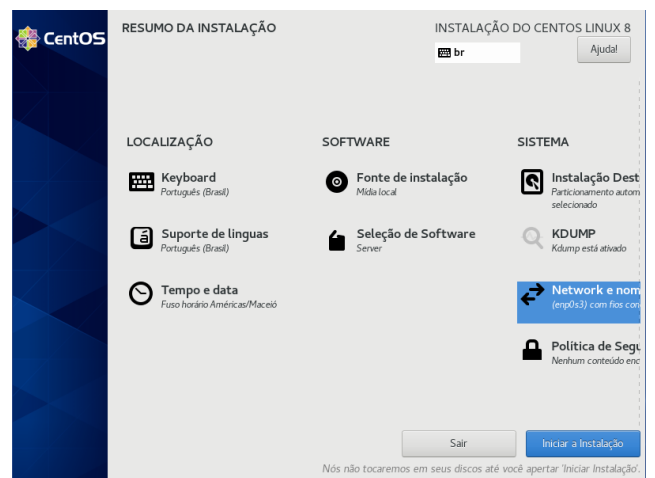 CentOS
RESUMO DA INSTALAÇÃO
INSTALAÇÃO DO CENTOS LINUX 8
br
Ajuda!
LOCALIZAÇÃO
Keyboard
Português (Brasil)
Suporte de linguas
Português (Brasil)
Tempo e data
Fuso horário Américas/Maceió
SOFTWARE
Fonte de instalação
Mídia local
Seleção de Software
Server
SISTEMA
Instalação Dest
Particionamento autom
selecionado
KDUMP
Kdump está ativado
Network e nom
(enp0s3) com fios con
Política de Segu
Nenhum conteúdo enc
Sair
Iniciar a Instalação
Nós não tocaremos em seus discos até você apertar 'Iniciar Instalação'.